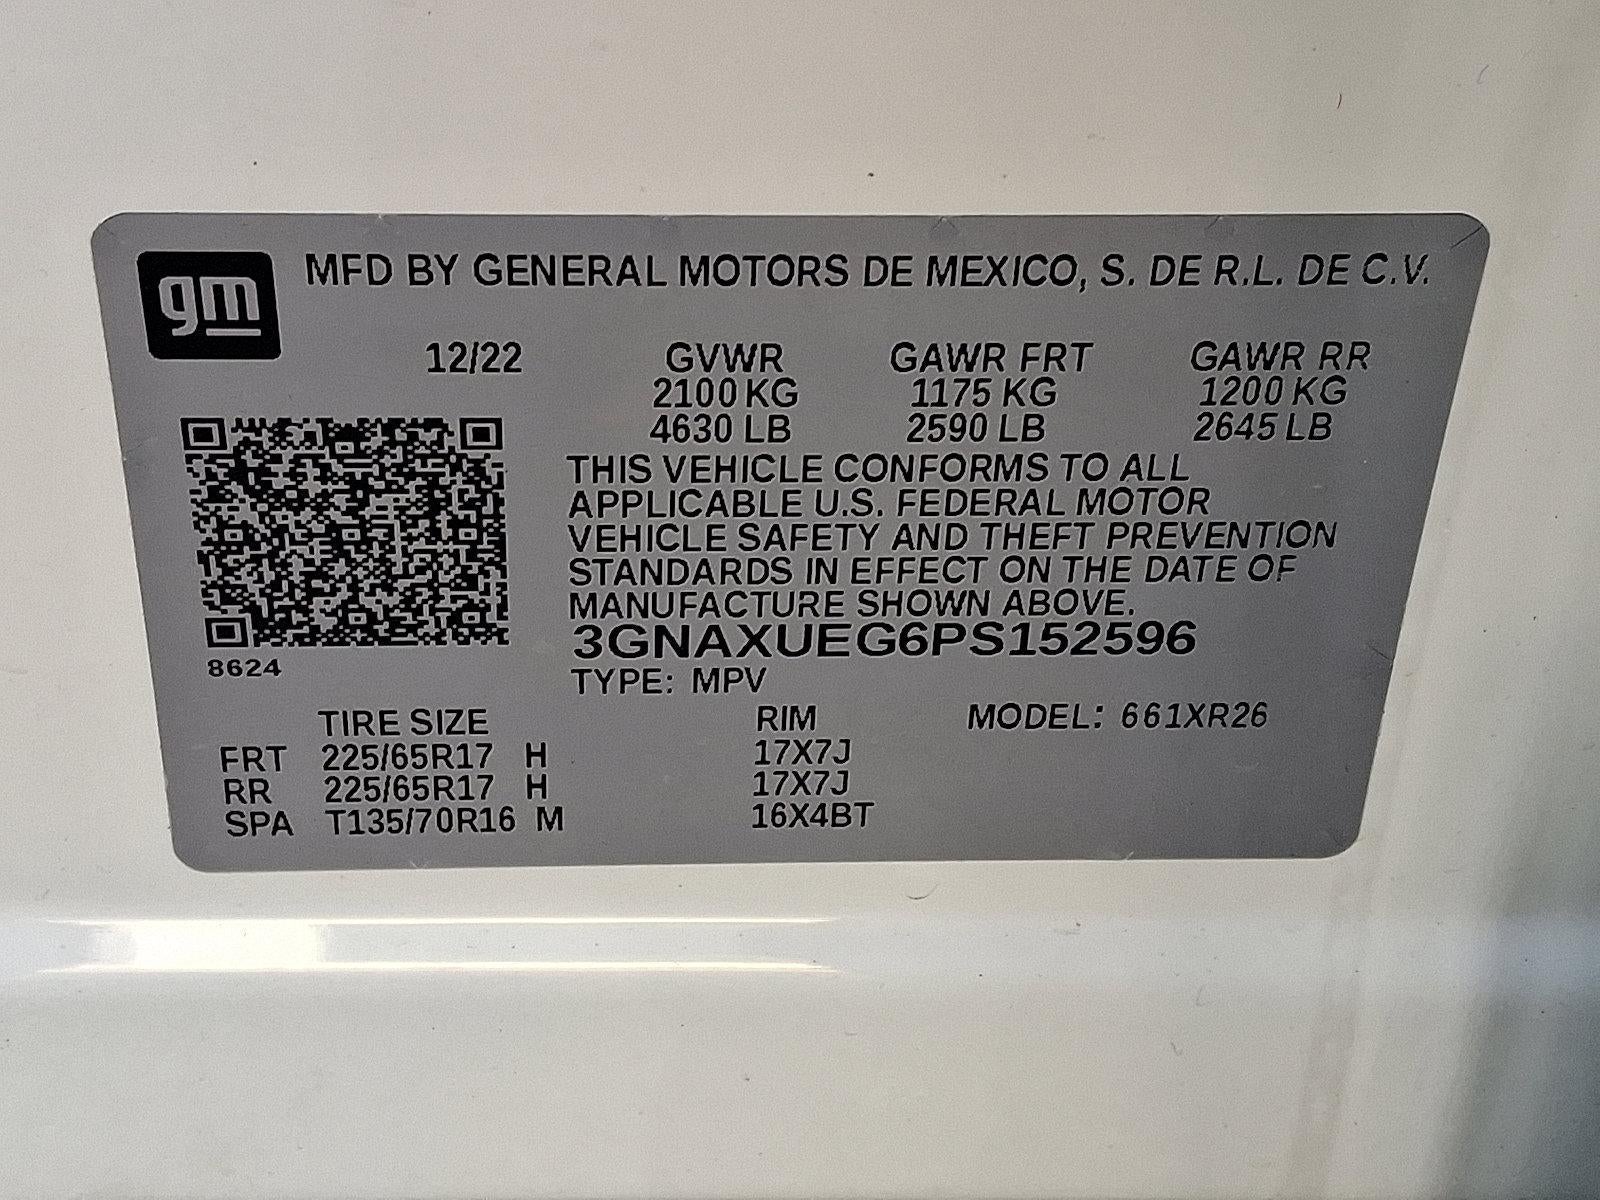 gm MFD BY GENERAL MOTORS DE MEXICO, S. DE R.L. DE C.V.
12/22 GVWR GAWR FRT GAWR RR
2100 KG 1175 KG 1200 KG
4630 LB 2590 LB 2645 LB
THIS VEHICLE CONFORMS TO ALL
APPLICABLE U.S. FEDERAL MOTOR
VEHICLE SAFETY AND THEFT PREVENTION
STANDARDS IN EFFECT ON THE DATE OF
MANUFACTURE SHOWN ABOVE.
3GNAXUEG6PS152596
8624
TYPE: MPV
TIRE SIZE RIM MODEL: 661XR26
FRT 225/65R17 H 17X7J
RR 225/65R17 H 17X7J
SPA T135/70R16 M 16X4BT